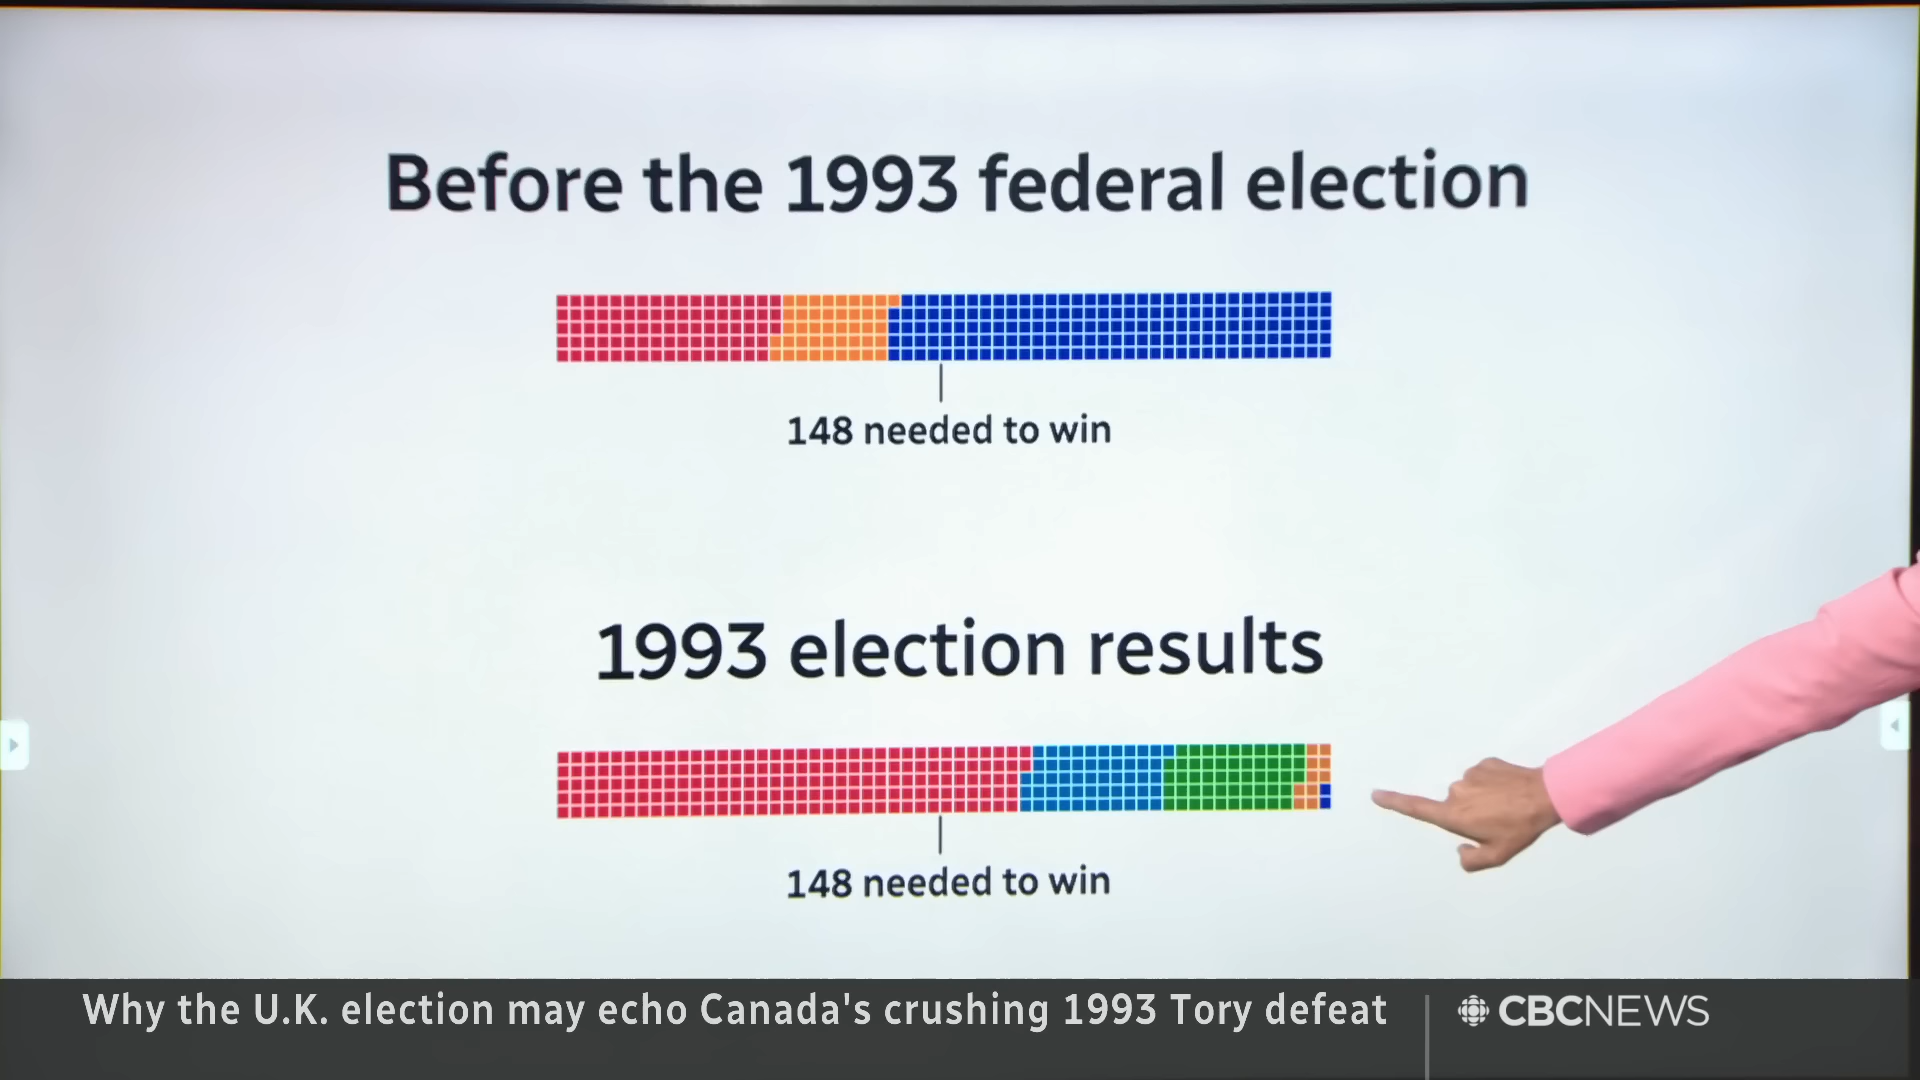 Before the 1993 federal election
148 needed to win
1993 election results
148 needed to win
Why the U.K. election may echo Canada's crushing 1993 Tory defeat
CBCNEWS